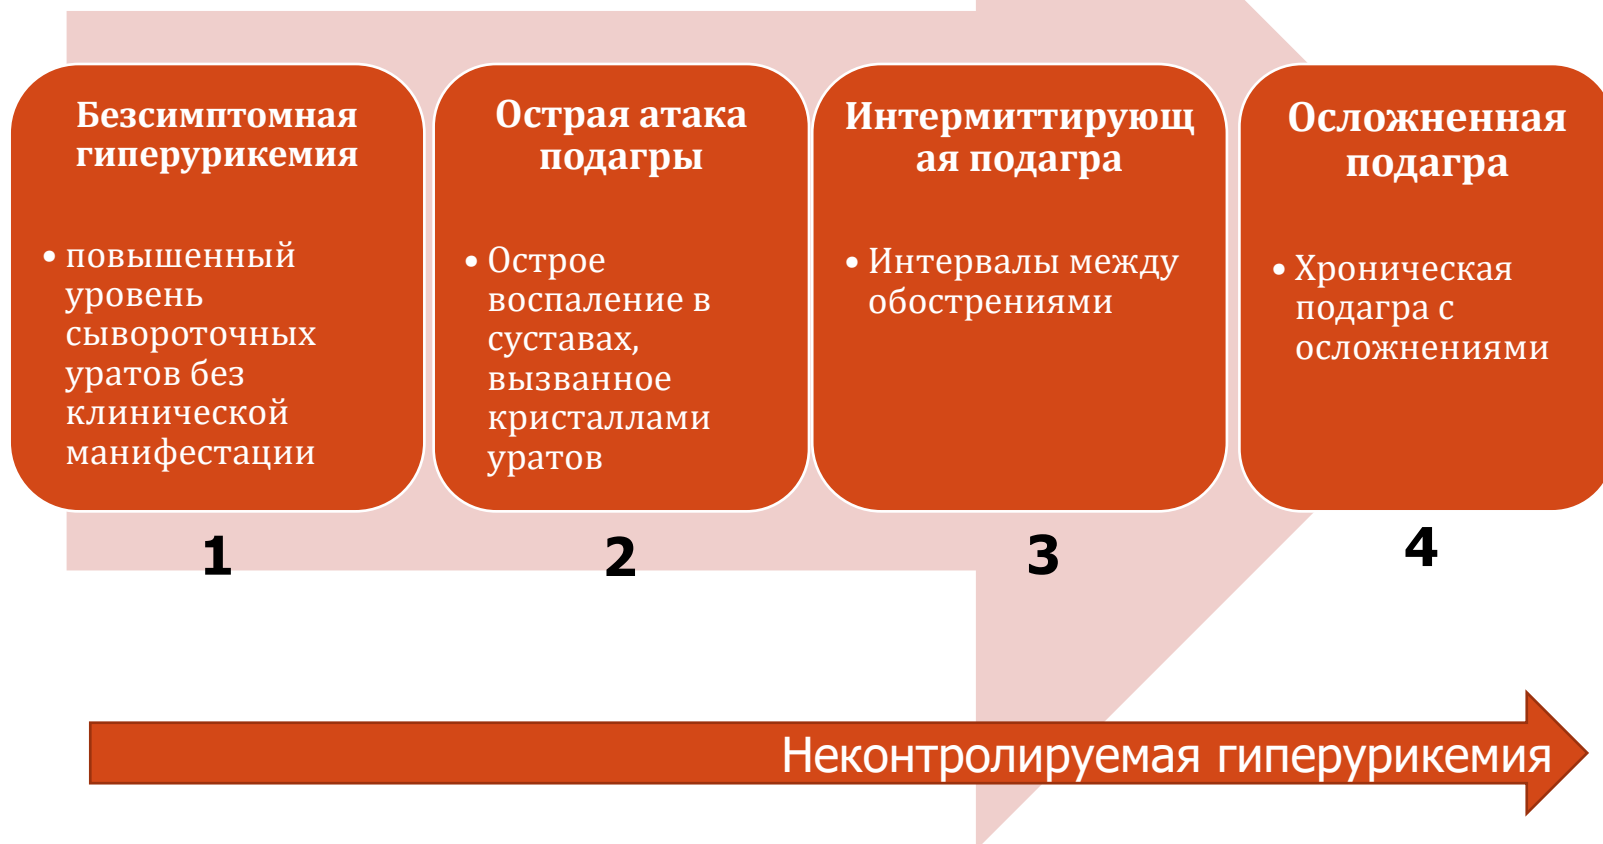 Безсимптомная
гиперурикемия
• повышенный
уровень
сывороточных
уратов без
клинической
манифестации
1
Острая атака
подагры
• Острое
воспаление в
суставах,
вызванное
кристаллами
уратов
2
Интермиттирующ
ая подагра
• Интервалы между
обострениями
3
Осложненная
подагра
• Хроническая
подагра с
осложнениями
4
Неконтролируемая гиперурикемия